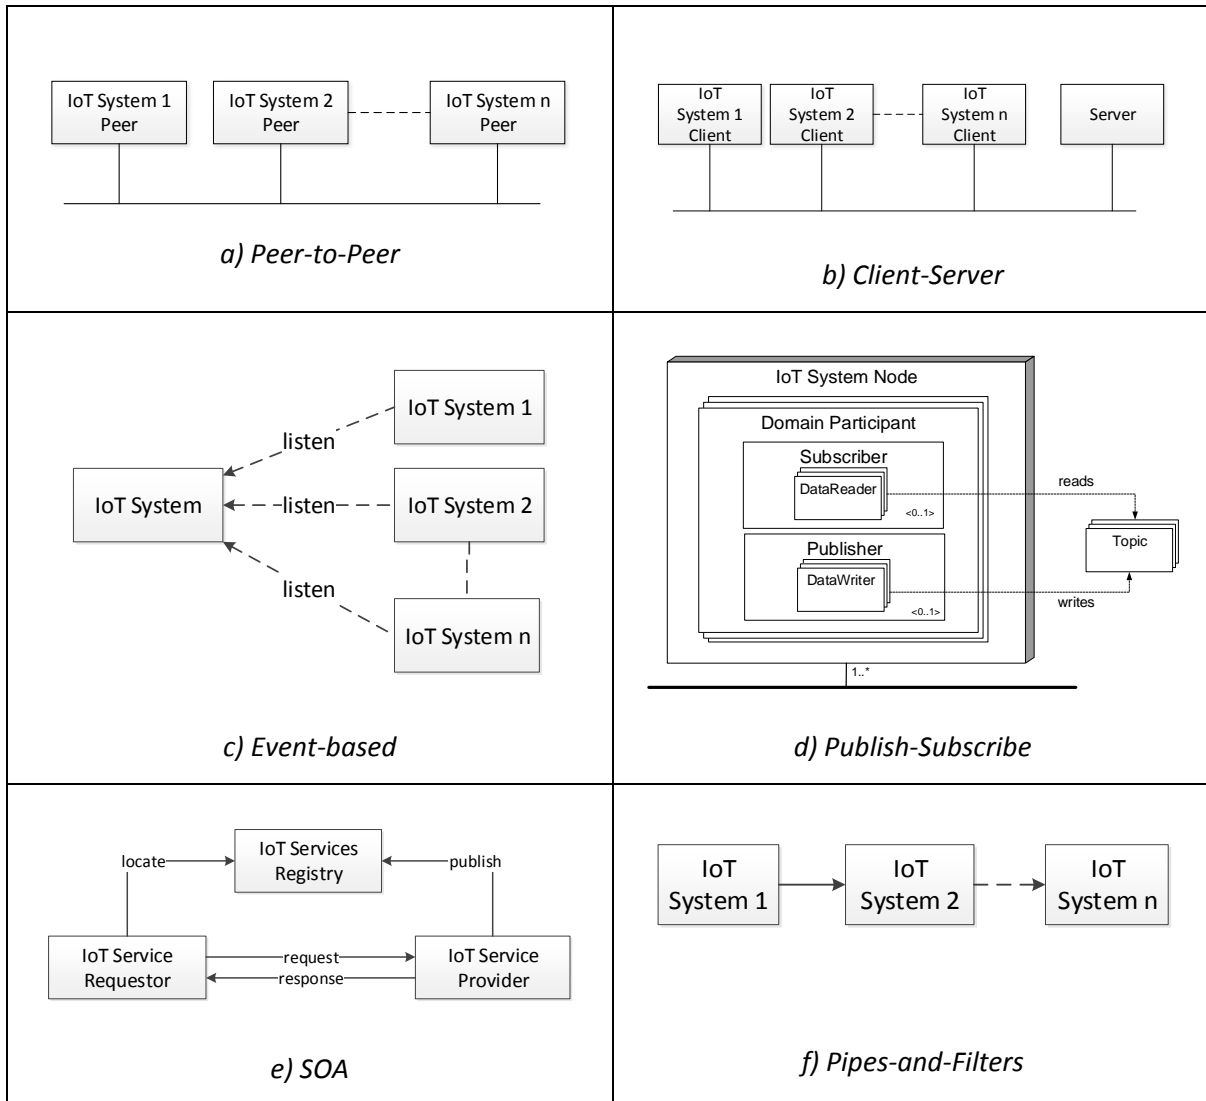 IoT System 1
Peer
IoT System 2
Peer
IoT System n
Peer
a) Peer-to-Peer
IoT
System 1
Client
IoT
System 2
Client
IoT
System n
Client
Server
b) Client-Server
IoT System 1
listen
IoT System
listen
IoT System 2
listen
IoT System n
c) Event-based
IoT System Node
Domain Participant
Subscriber
DataReader
<0..1>
reads
Topic
Publisher
DataWriter
<0..1>
writes
1..*
d) Publish-Subscribe
locate
IoT Services
Registry
publish
IoT Service
Requestor
request
response
IoT Service
Provider
e) SOA
IoT
System 1
IoT
System 2
IoT
System n
f) Pipes-and-Filters